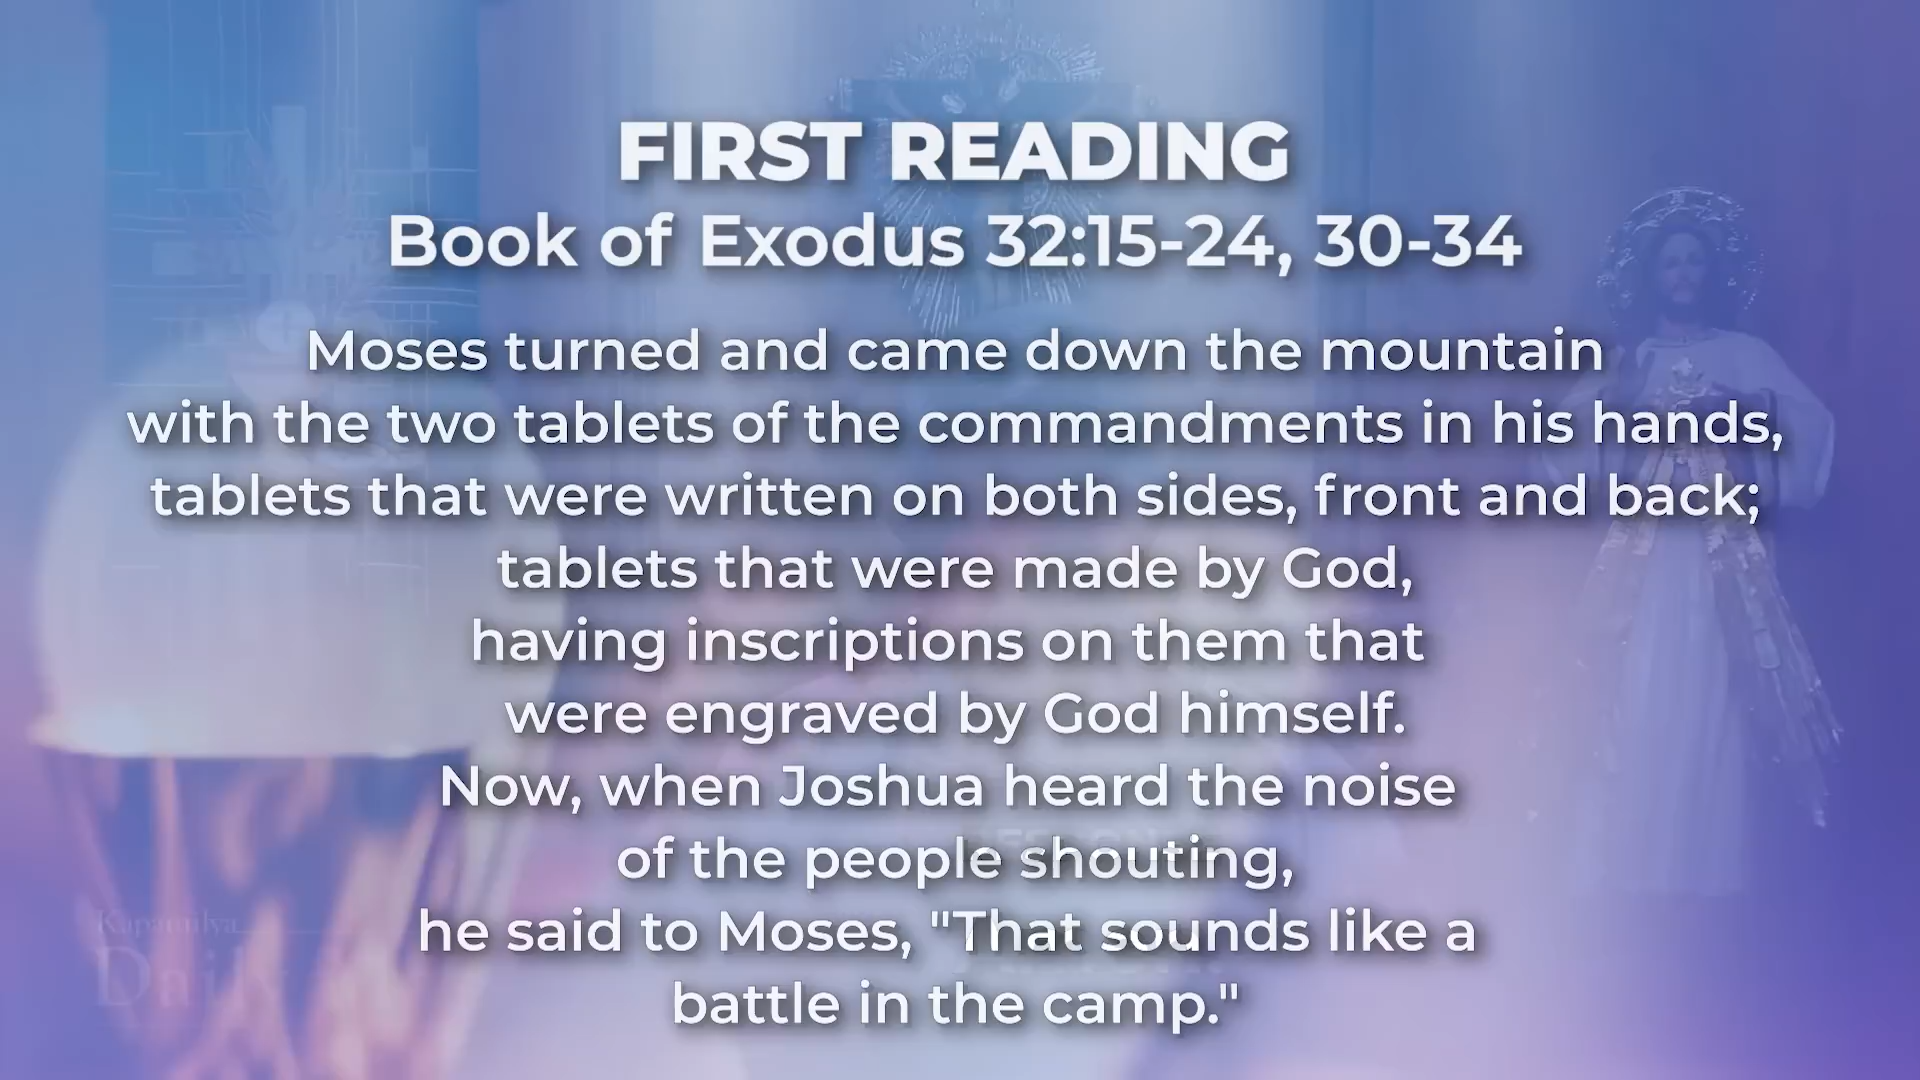 FIRST READING
Book of Exodus 32:15-24, 30-34
Moses turned and came down the mountain
with the two tablets of the commandments in his hands,
tablets that were written on both sides, front and back;
tablets that were made by God,
having inscriptions on them that
were engraved by God himself.
Now, when Joshua heard the noise
of the people shouting,
he said to Moses, "That sounds like a
battle in the camp."
Kapamilya
Daily